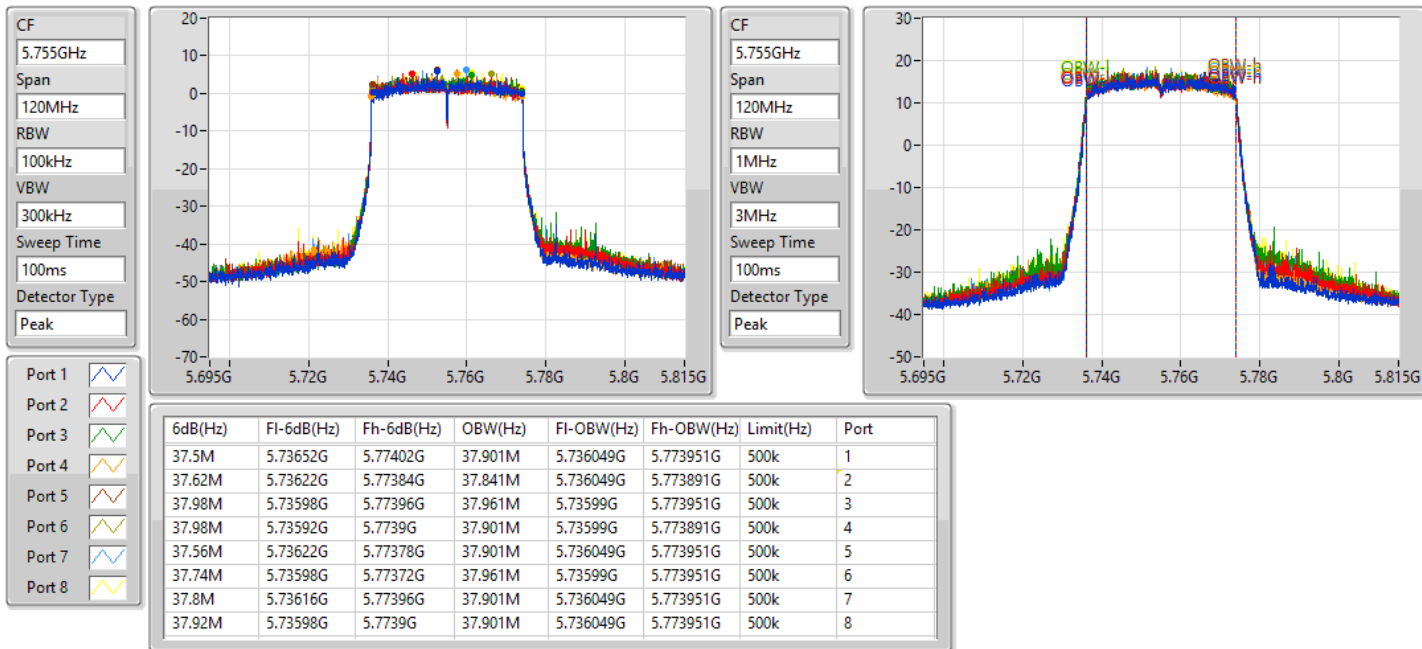 CF
5.755GHz
Span
120MHz
RBW
100kHz
VBW
300kHz
Sweep Time
100ms
Detector Type
Peak
20
10
0
-10
-20
-30
-40
-50
-60
-70
5.695G 5.72G 5.74G 5.76G 5.78G 5.8G 5.815G
CF
5.755GHz
Span
120MHz
RBW
1MHz
VBW
3MHz
Sweep Time
100ms
Detector Type
Peak
30
20
10
0
-10
-20
-30
-40
-50
OBW-l
OBW-h
5.695G 5.72G 5.74G 5.76G 5.78G 5.8G 5.815G
Port 1
Port 2
Port 3
Port 4
Port 5
Port 6
Port 7
Port 8
6dB(Hz) Fl-6dB(Hz) Fh-6dB(Hz) OBW(Hz) Fl-OBW(Hz) Fh-OBW(Hz) Limit(Hz) Port
37.5M 5.73652G 5.77402G 37.901M 5.736049G 5.773951G 500k 1
37.62M 5.73622G 5.77384G 37.841M 5.736049G 5.773891G 500k 2
37.98M 5.73598G 5.77396G 37.961M 5.73599G 5.773951G 500k 3
37.98M 5.73592G 5.7739G 37.901M 5.73599G 5.773891G 500k 4
37.56M 5.73622G 5.77378G 37.901M 5.736049G 5.773951G 500k 5
37.74M 5.73598G 5.77372G 37.961M 5.73599G 5.773951G 500k 6
37.8M 5.73616G 5.77396G 37.901M 5.736049G 5.773951G 500k 7
37.92M 5.73598G 5.7739G 37.901M 5.736049G 5.773951G 500k 8